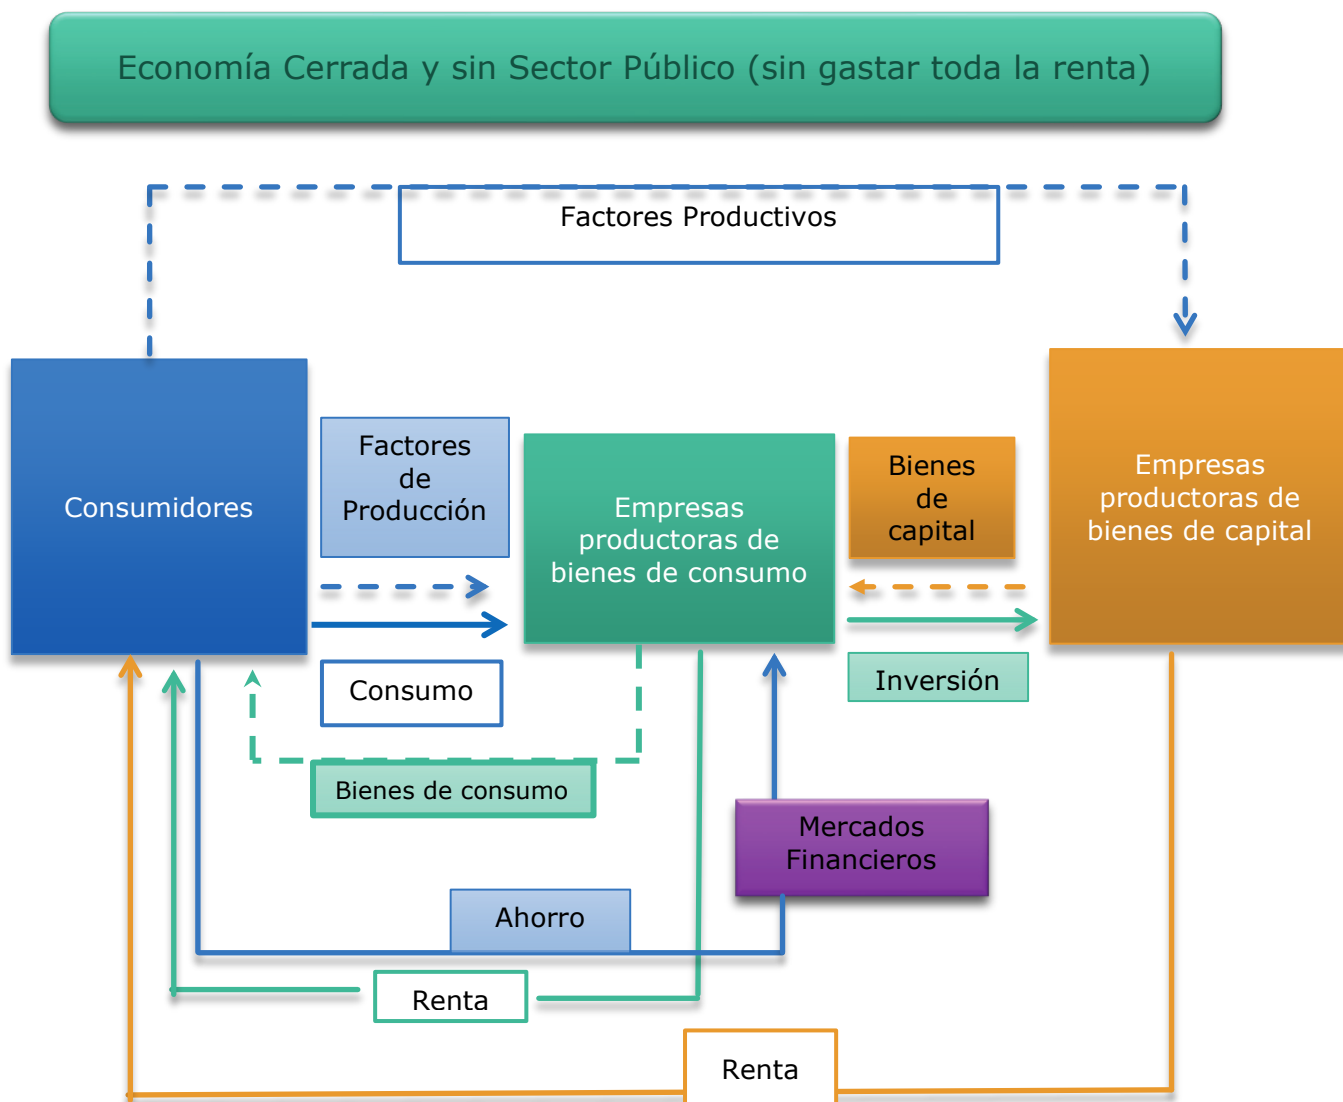 Economía Cerrada y sin Sector Público (sin gastar toda la renta)
Factores Productivos
Consumidores
Factores
de
Producción
Empresas
productoras de
bienes de consumo
Bienes
de
capital
Empresas
productoras de
bienes de capital
Consumo
Inversión
Bienes de consumo
Mercados
Financieros
Ahorro
Renta
Renta